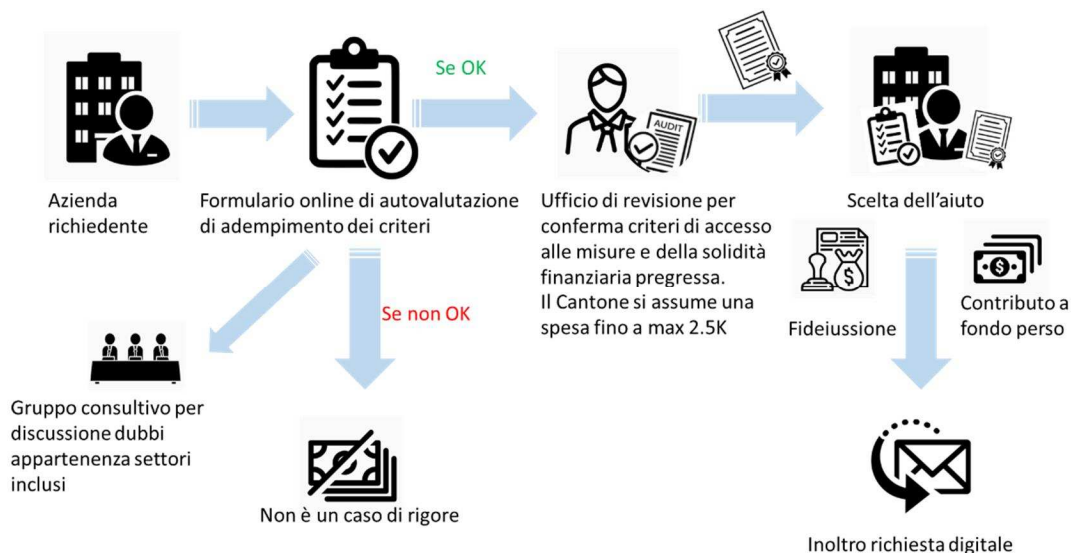 Se OK
AUDIT
Azienda
richiedente
Formulario online di autovalutazione
di adempimento dei criteri
Ufficio di revisione per
conferma criteri di accesso
alle misure e della solidità
finanziaria pregressa.
Il Cantone si assume una
spesa fino a max 2.5K
Scelta dell'aiuto
Fideiussione
Contributo a
fondo perso
Se non OK
Gruppo consultivo per
discussione dubbi
appartenenza settori
inclusi
Non è un caso di rigore
Inoltro richiesta digitale